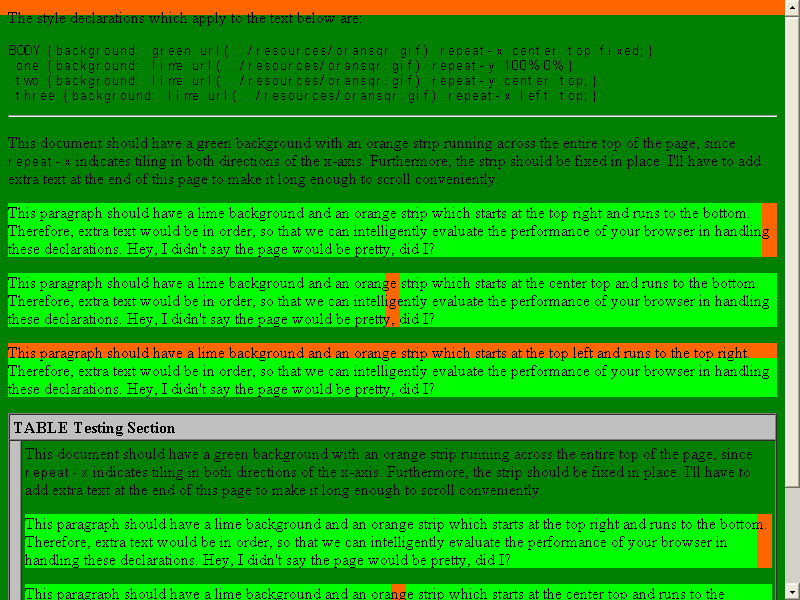 The style declarations which apply to the text below are:
BODY {background: green url(../resources/oransqr.gif) repeat-x center top fixed;}
.one {background: lime url(../resources/oransqr.gif) repeat-y 100% 0%;}
.two {background: lime url(../resources/oransqr.gif) repeat-y center top;}
.three {background: lime url(../resources/oransqr.gif) repeat-x left top;}
This document should have a green background with an orange strip running across the entire top of the page, since
repeat-x indicates tiling in both directions of the x-axis. Furthermore, the strip should be fixed in place. I'll have to add
extra text at the end of this page to make it long enough to scroll conveniently.
This paragraph should have a lime background and an orange strip which starts at the top right and runs to the bottom.
Therefore, extra text would be in order, so that we can intelligently evaluate the performance of your browser in handling
these declarations. Hey, I didn't say the page would be pretty, did I?
This paragraph should have a lime background and an orange strip which starts at the center top and runs to the bottom.
Therefore, extra text would be in order, so that we can intelligently evaluate the performance of your browser in handling
these declarations. Hey, I didn't say the page would be pretty, did I?
This paragraph should have a lime background and an orange strip which starts at the top left and runs to the top right.
Therefore, extra text would be in order, so that we can intelligently evaluate the performance of your browser in handling
these declarations. Hey, I didn't say the page would be pretty, did I?
TABLE Testing Section
This document should have a green background with an orange strip running across the entire top of the page, since
repeat-x indicates tiling in both directions of the x-axis. Furthermore, the strip should be fixed in place. I'll have to
add extra text at the end of this page to make it long enough to scroll conveniently.
This paragraph should have a lime background and an orange strip which starts at the top right and runs to the bottom.
Therefore, extra text would be in order, so that we can intelligently evaluate the performance of your browser in
handling these declarations. Hey, I didn't say the page would be pretty, did I?
This paragraph should have a lime background and an orange strip which starts at the center top and runs to the